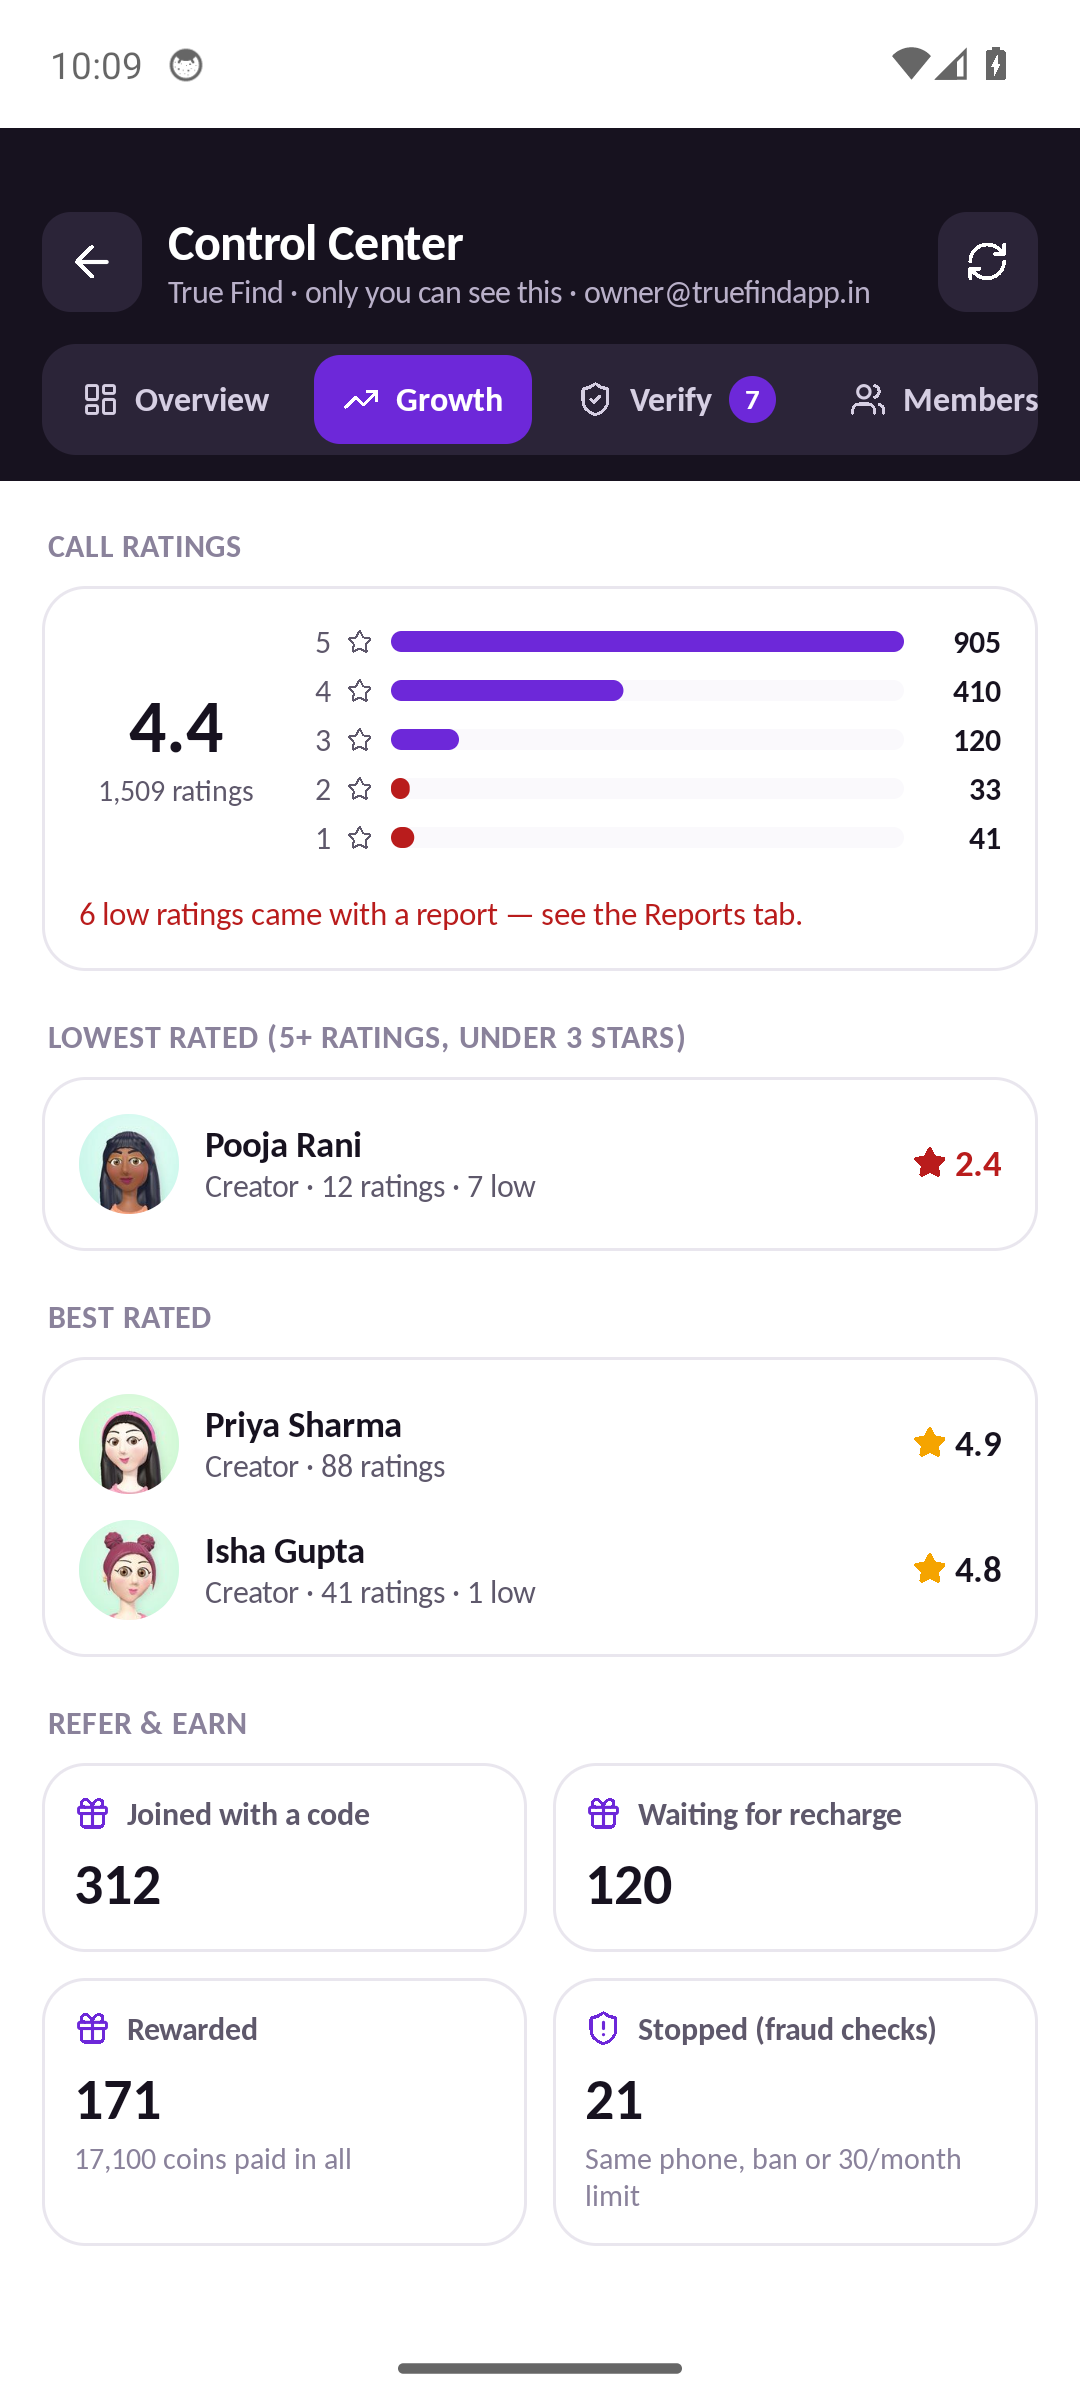 10:09
Control Center
True Find · only you can see this · owner@truefindapp.in
Overview
Growth
Verify 7
Members
CALL RATINGS
4.4
1,509 ratings
5 905
4 410
3 120
2 33
1 41
6 low ratings came with a report — see the Reports tab.
LOWEST RATED (5+ RATINGS, UNDER 3 STARS)
Pooja Rani
Creator · 12 ratings · 7 low
2.4
BEST RATED
Priya Sharma
Creator · 88 ratings
4.9
Isha Gupta
Creator · 41 ratings · 1 low
4.8
REFER & EARN
Joined with a code
312
Waiting for recharge
120
Rewarded
171
17,100 coins paid in all
Stopped (fraud checks)
21
Same phone, ban or 30/month
limit